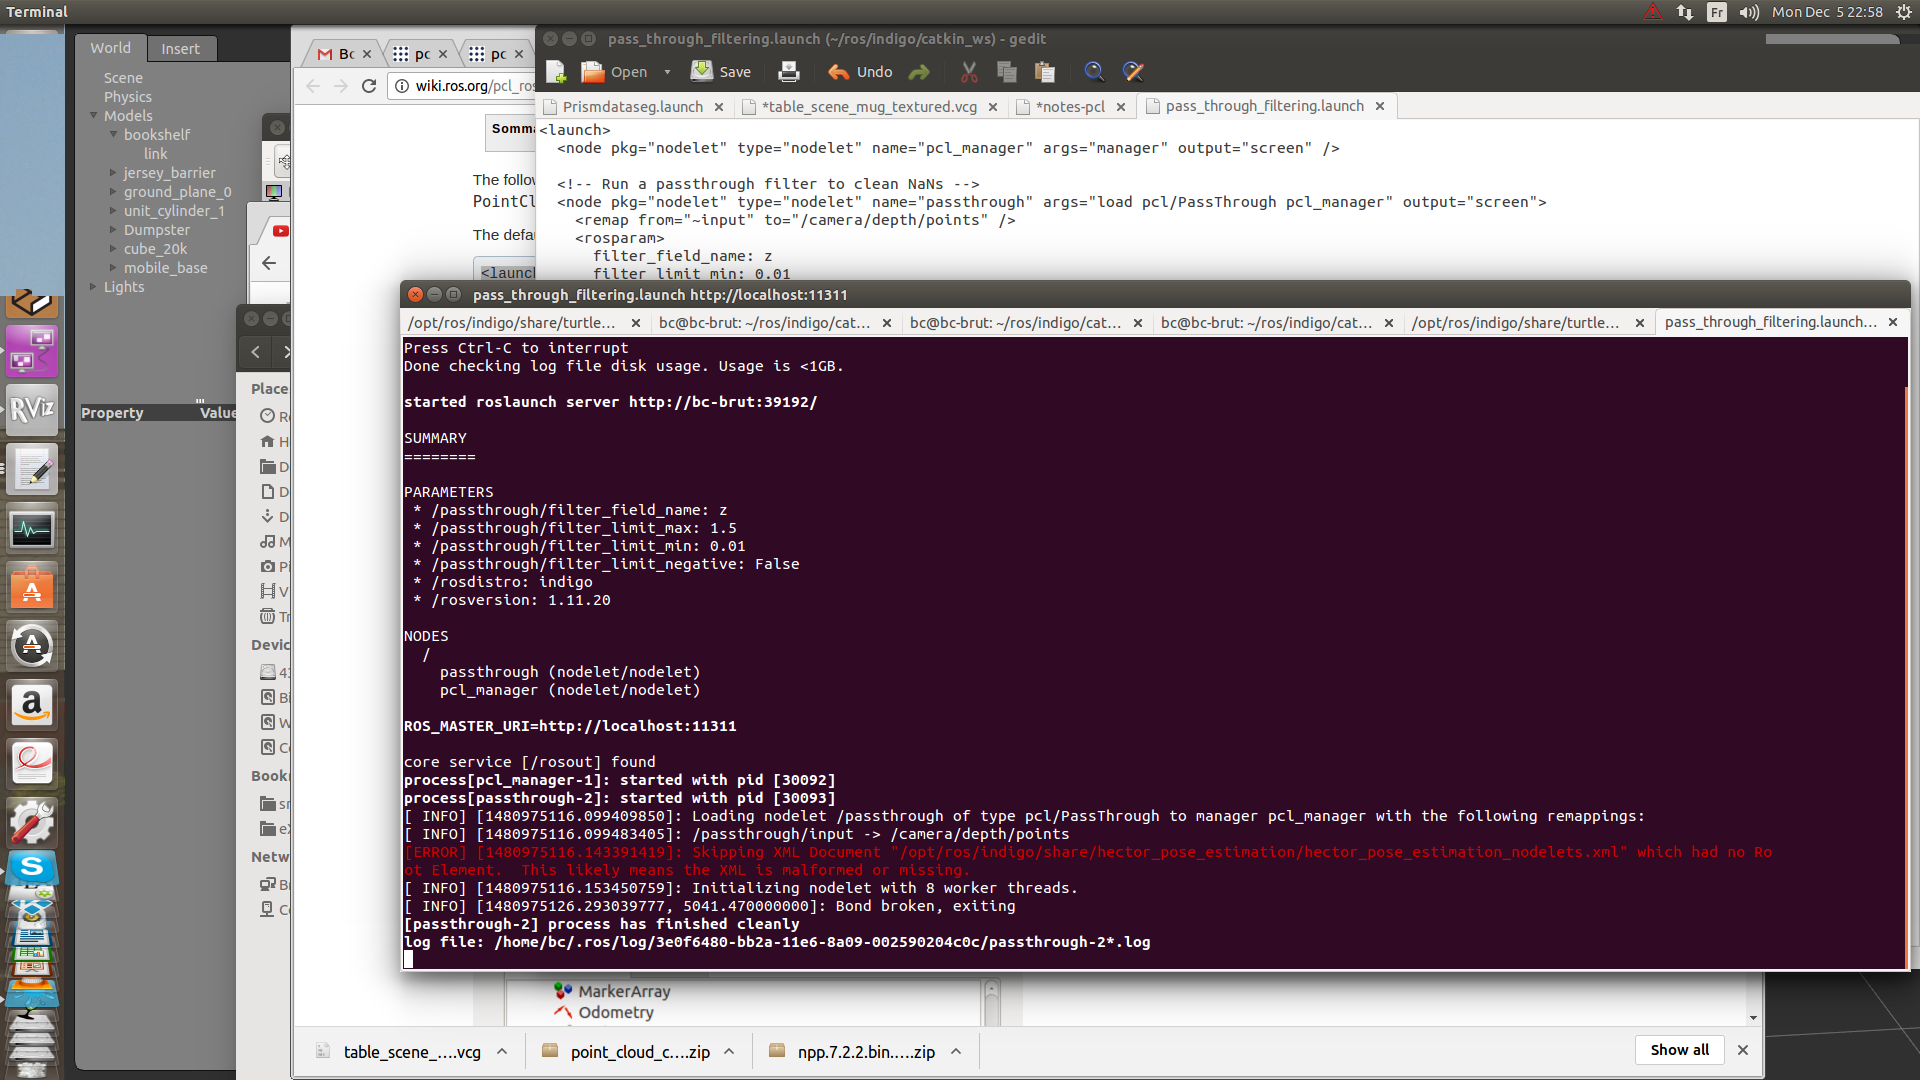 Terminal
Fr
Mon Dec 5 22:58
World
Insert
Scene
Physics
Models
bookshelf
link
jersey_barrier
ground_plane_0
unit_cylinder_1
Dumpster
cube_20k
mobile_base
Lights
Property
Value
RViz
wiki.ros.org/pcl_ros
Somma
The follow
PointCl
The defau
<launch
pass_through_filtering.launch (~/ros/indigo/catkin_ws) - gedit
Open
Save
Undo
Prismdataseg.launch
*table_scene_mug_textured.vcg
*notes-pcl
pass_through_filtering.launch
<launch>
<node pkg="nodelet" type="nodelet" name="pcl_manager" args="manager" output="screen" />
<!-- Run a passthrough filter to clean NaNs -->
<node pkg="nodelet" type="nodelet" name="passthrough" args="load pcl/PassThrough pcl_manager" output="screen">
<remap from="~input" to="/camera/depth/points" />
<rosparam>
filter_field_name: z
filter_limit_min: 0.01
pass_through_filtering.launch http://localhost:11311
/opt/ros/indigo/share/turtle...
bc@bc-brut: ~/ros/indigo/cat...
bc@bc-brut: ~/ros/indigo/cat...
bc@bc-brut: ~/ros/indigo/cat...
/opt/ros/indigo/share/turtle...
pass_through_filtering.launch...
Press Ctrl-C to interrupt
Done checking log file disk usage. Usage is <1GB.
started roslaunch server http://bc-brut:39192/
SUMMARY
========
PARAMETERS
* /passthrough/filter_field_name: z
* /passthrough/filter_limit_max: 1.5
* /passthrough/filter_limit_min: 0.01
* /passthrough/filter_limit_negative: False
* /rosdistro: indigo
* /rosversion: 1.11.20
NODES
/
passthrough (nodelet/nodelet)
pcl_manager (nodelet/nodelet)
ROS_MASTER_URI=http://localhost:11311
core service [/rosout] found
process[pcl_manager-1]: started with pid [30092]
process[passthrough-2]: started with pid [30093]
[ INFO] [1480975116.099409850]: Loading nodelet /passthrough of type pcl/PassThrough to manager pcl_manager with the following remappings:
[ INFO] [1480975116.099483405]: /passthrough/input -> /camera/depth/points
[ERROR] [1480975116.143391419]: Skipping XML Document "/opt/ros/indigo/share/hector_pose_estimation/hector_pose_estimation_nodelets.xml" which had no Ro
ot Element.  This likely means the XML is malformed or missing.
[ INFO] [1480975116.153450759]: Initializing nodelet with 8 worker threads.
[ INFO] [1480975126.293039777, 5041.470000000]: Bond broken, exiting
[passthrough-2] process has finished cleanly
log file: /home/bc/.ros/log/3e0f6480-bb2a-11e6-8a09-002590204c0c/passthrough-2*.log
Place
Devic
Bookn
Netw
MarkerArray
Odometry
table_scene_....vcg
point_cloud_c....zip
npp.7.2.2.bin.....zip
Show all